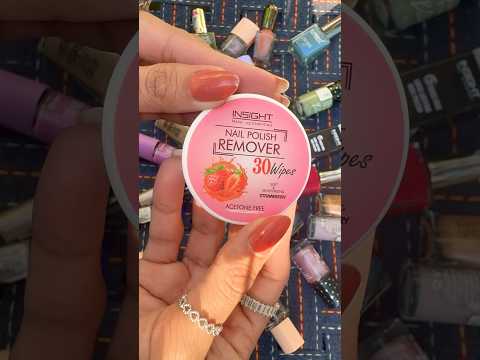 INSIGHT
NAIL POLISH
REMOVER
30 Wipes
STRAWBERRY
ACETONE FREE